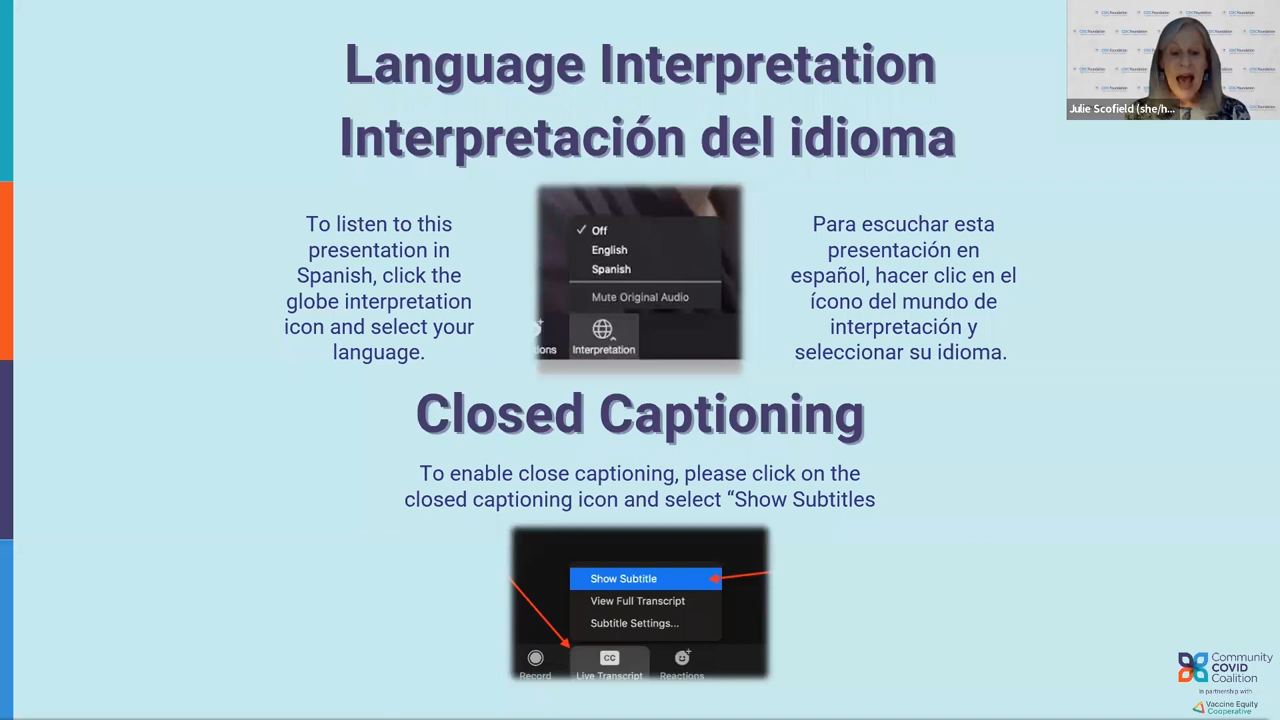 Language Interpretation
Interpretación del idioma
To listen to this
presentation in
Spanish, click the
globe interpretation
icon and select your
language.
Off
English
Spanish
Mute Original Audio
ions
Interpretation
Para escuchar esta
presentación en
español, hacer clic en el
ícono del mundo de
interpretación y
seleccionar su idioma.
Closed Captioning
To enable close captioning, please click on the
closed captioning icon and select “Show Subtitles
Show Subtitle
View Full Transcript
Subtitle Settings...
CC
Record
Live Transcript
Reactions
Julie Scofield (she/h...
Community
COVID
Coalition
In partnership with
Vaccine Equity
Cooperative